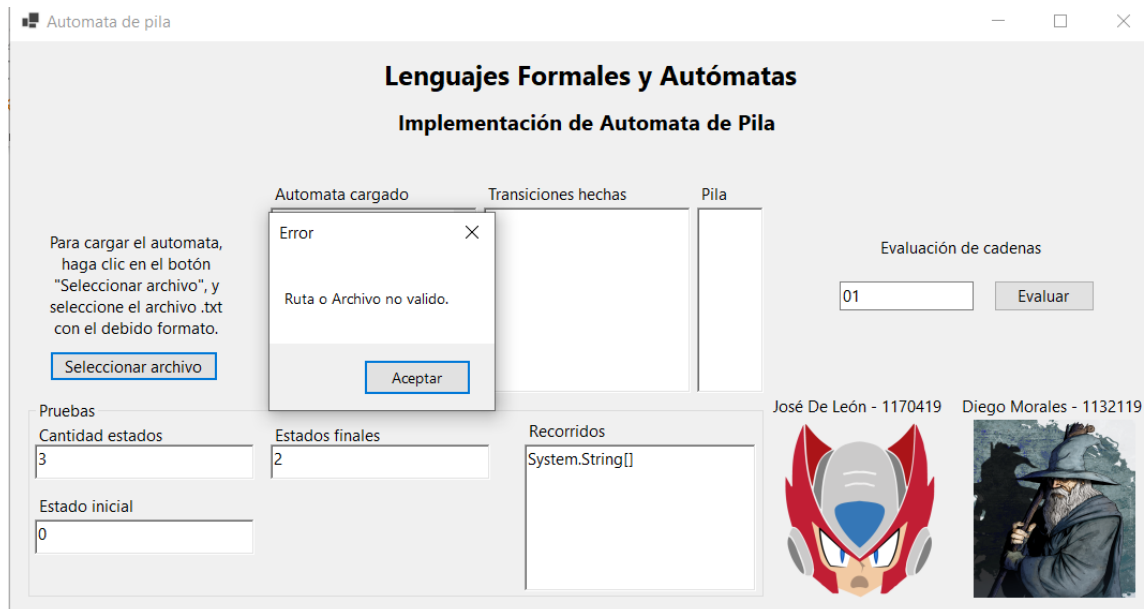 Automata de pila
Lenguajes Formales y Autómatas
Implementación de Automata de Pila
Automata cargado
Transiciones hechas
Pila
Para cargar el automata,
haga clic en el botón
"Seleccionar archivo", y
seleccione el archivo .txt
con el debido formato.
Seleccionar archivo
Error
Ruta o Archivo no valido.
Aceptar
Evaluación de cadenas
01
Evaluar
Pruebas
Cantidad estados
3
Estados finales
2
Recorridos
System.String[]
Estado inicial
0
José De León - 1170419
Diego Morales - 1132119